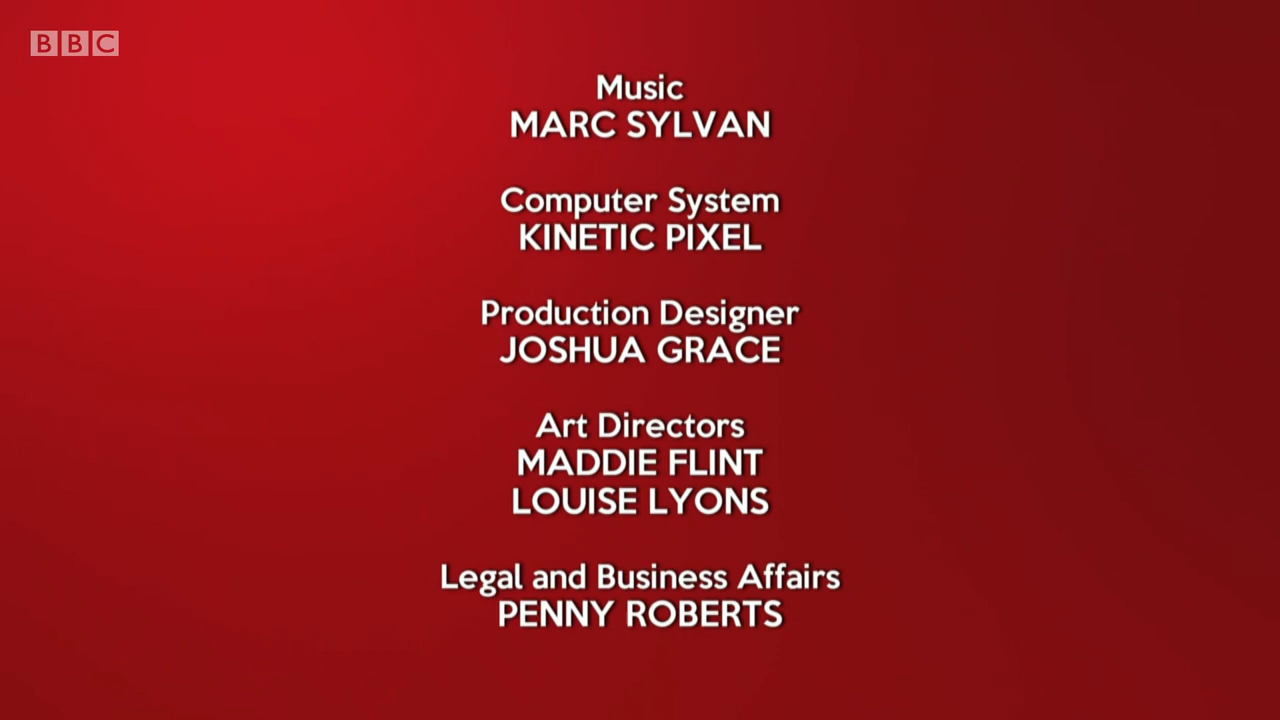 BBC
Music
MARC SYLVAN
Computer System
KINETIC PIXEL
Production Designer
JOSHUA GRACE
Art Directors
MADDIE FLINT
LOUISE LYONS
Legal and Business Affairs
PENNY ROBERTS